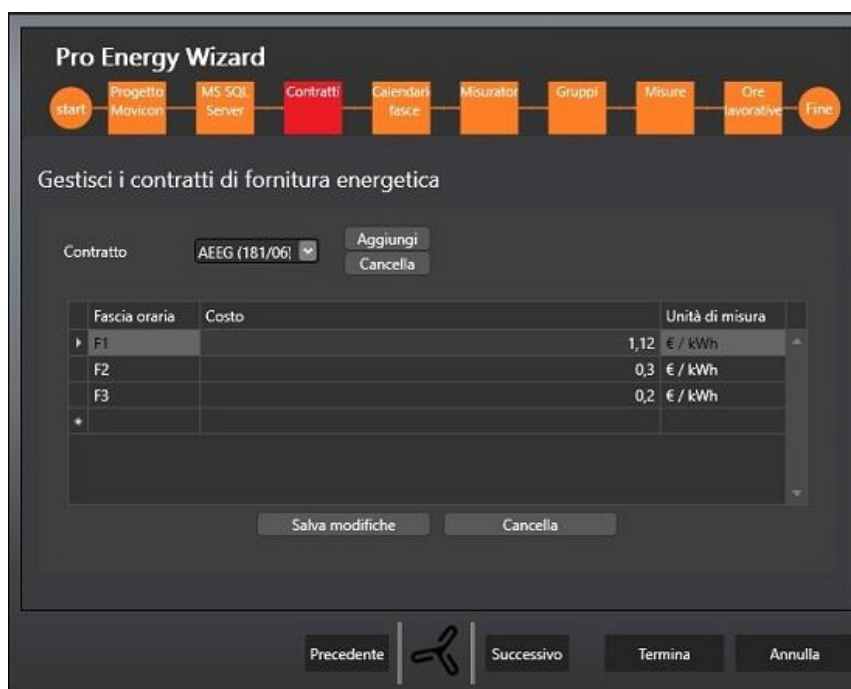 Pro Energy Wizard
start
Progetto
Movicon
MS SQL
Server
Contratti
Calendari
fasce
Misurator
Gruppi
Misure
Ore
lavorative
Fine
Gestisci i contratti di fornitura energetica
Contratto
AEEG (181/06)
Aggiungi
Cancella
Fascia oraria Costo Unità di misura
F1 1,12 € / kWh
F2 0,3 € / kWh
F3 0,2 € / kWh
Salva modifiche Cancella
Precedente Successivo Termina Annulla